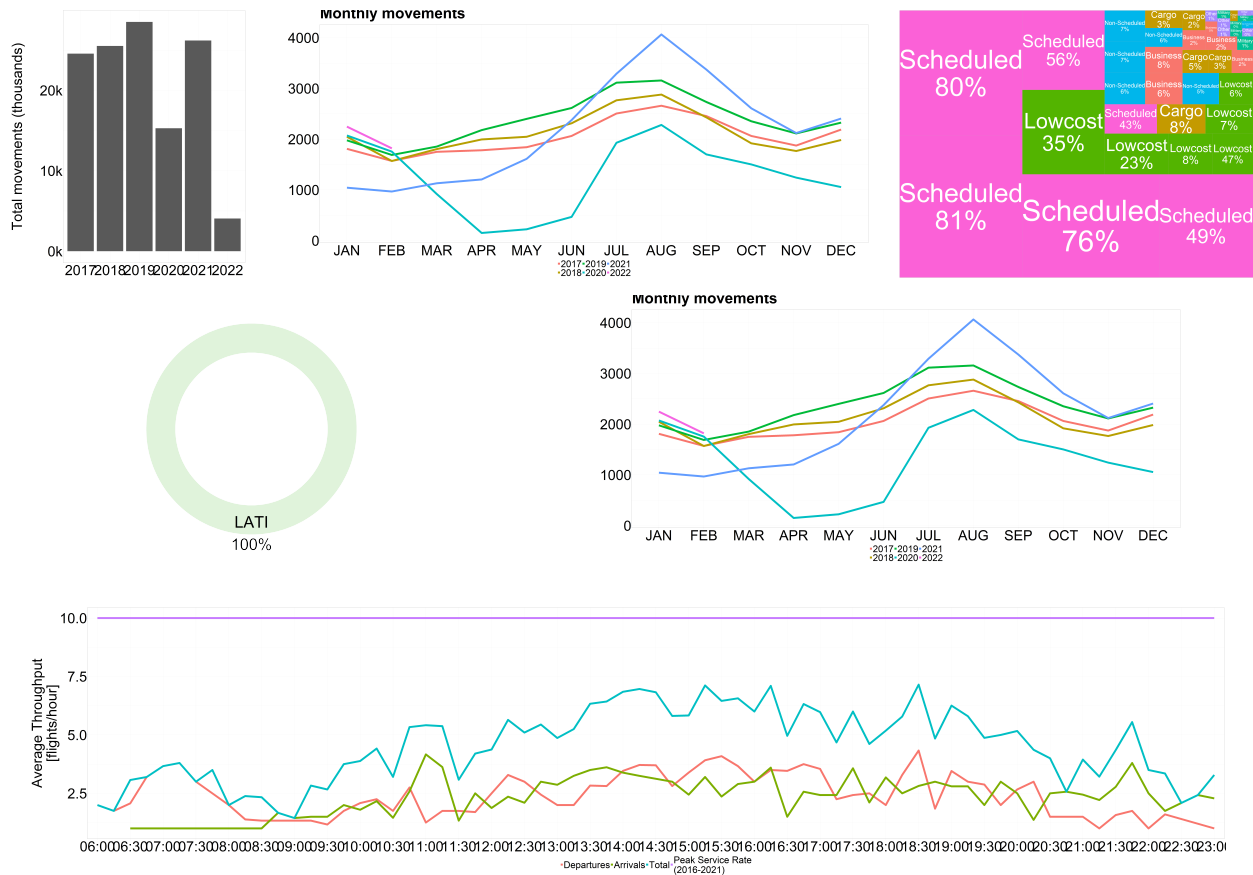 Total movements (thousands)
20k
10k
0k
2017 2018 2019 2020 2021 2022
Monthly movements
4000
3000
2000
1000
0
JAN FEB MAR APR MAY JUN JUL AUG SEP OCT NOV DEC
2017 2019 2021
2018 2020 2022
Scheduled
80%
Scheduled
81%
Scheduled
56%
Lowcost
35%
Scheduled
76%
Scheduled
49%
Non-Scheduled
7%
Non-Scheduled
7%
Non-Scheduled
6%
Cargo
3%
Cargo
2%
Non-Scheduled
6%
Business
2%
Business
2%
Business
8%
Business
6%
Cargo
5%
Cargo
3%
Business
2%
Lowcost
6%
Scheduled
43%
Cargo
8%
Lowcost
7%
Lowcost
23%
Lowcost
8%
Lowcost
47%
LATI
100%
Monthly movements
4000
3000
2000
1000
0
JAN FEB MAR APR MAY JUN JUL AUG SEP OCT NOV DEC
2017 2019 2021
2018 2020 2022
Average Throughput
[flights/hour]
10.0
7.5
5.0
2.5
06:00 06:30 07:00 07:30 08:00 08:30 09:00 09:30 10:00 10:30 11:00 11:30 12:00 12:30 13:00 13:30 14:00 14:30 15:00 15:30 16:00 16:30 17:00 17:30 18:00 18:30 19:00 19:30 20:00 20:30 21:00 21:30 22:00 22:30 23:00
Departures Arrivals Total Peak Service Rate
(2016-2021)